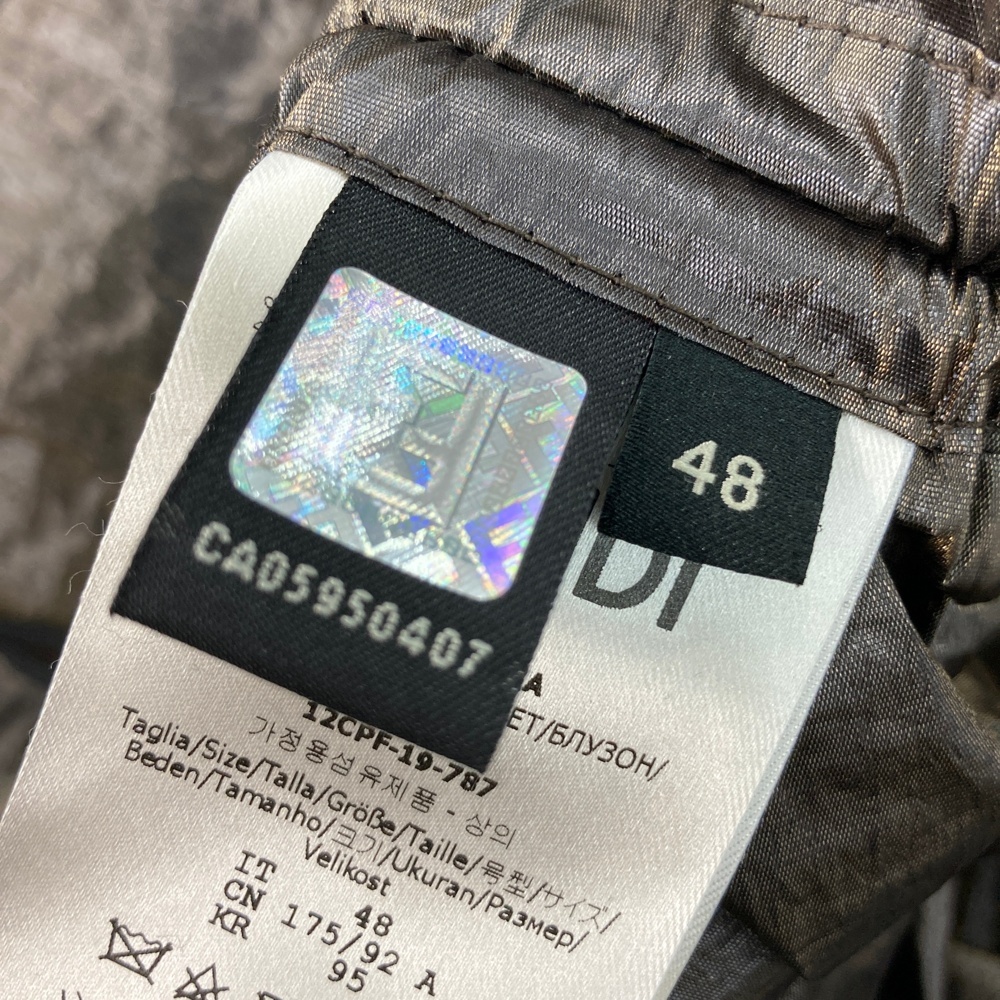 CA05950407
48
DI
A
ET/БЛУЗОН/
12CPF-19-787
가정용섬유제품 - 상의
Taglia/Size/Talla/Größe/Taille/号型/サイズ/
Beden/Tamanho/크기/Ukuran/Размер/
Velikost
IT 48
CN 175/92 A
KR 95